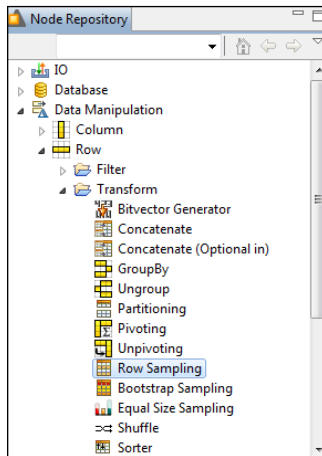 Node Repository
IO
Database
Data Manipulation
Column
Row
Filter
Transform
Bitvector Generator
Concatenate
Concatenate (Optional in)
GroupBy
Ungroup
Partitioning
Pivoting
Unpivoting
Row Sampling
Bootstrap Sampling
Equal Size Sampling
Shuffle
Sorter